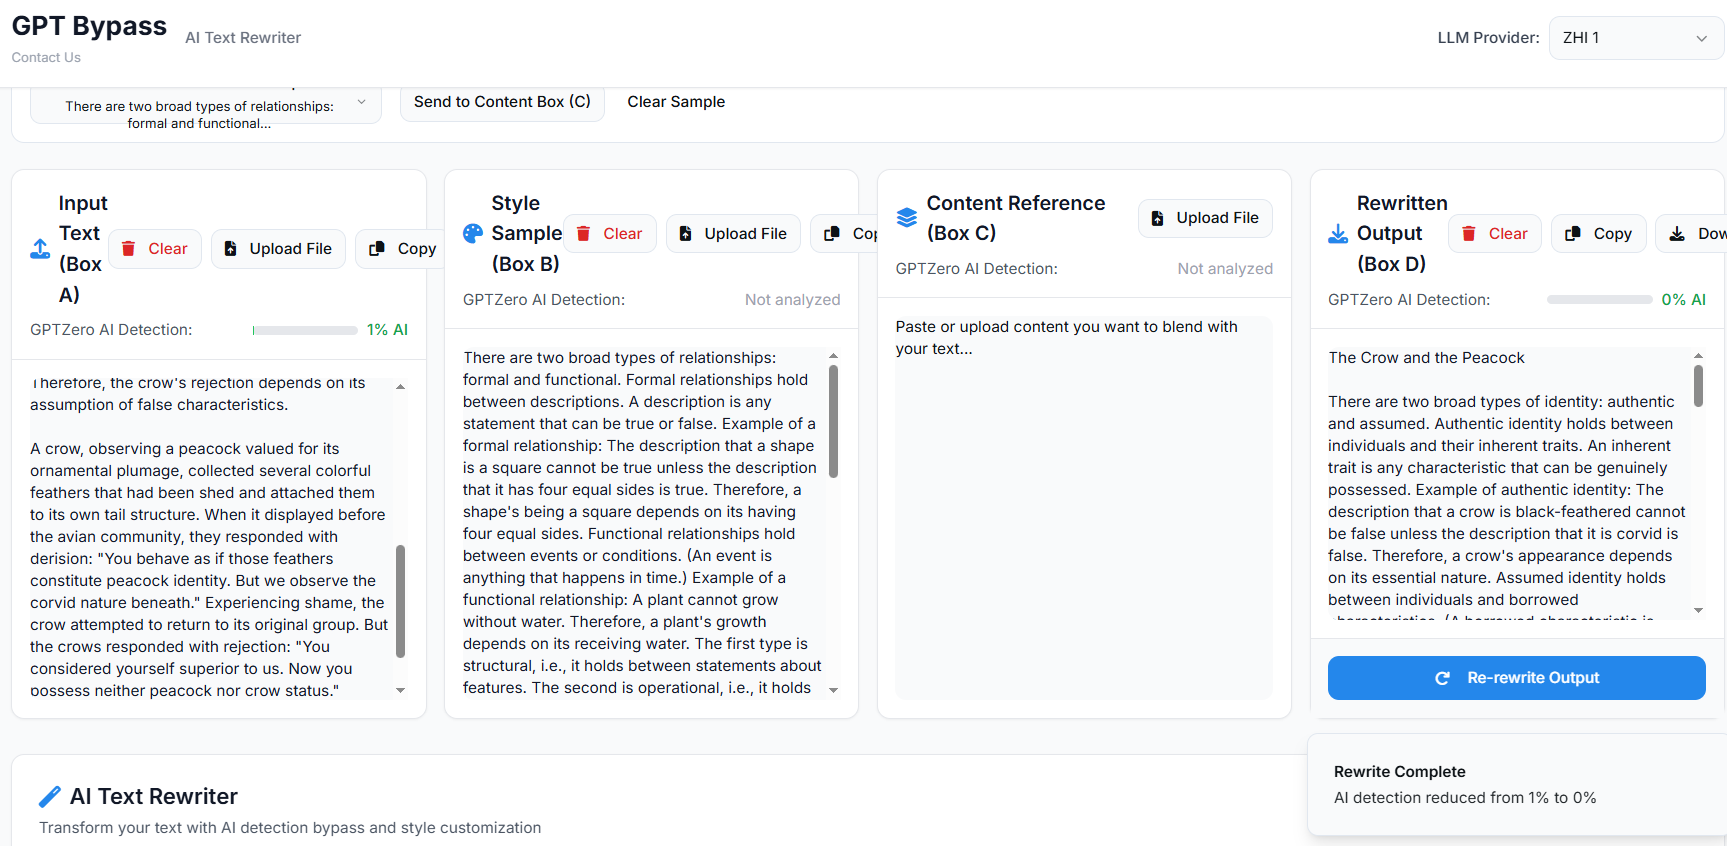 GPT Bypass
AI Text Rewriter
Contact Us
LLM Provider:
ZHI 1
There are two broad types of relationships:
formal and functional...
Send to Content Box (C)
Clear Sample
Input
Text
(Box
A)
Clear
Upload File
Copy
GPTZero AI Detection:
1% AI
Therefore, the crow's rejection depends on its
assumption of false characteristics.
A crow, observing a peacock valued for its
ornamental plumage, collected several colorful
feathers that had been shed and attached them
to its own tail structure. When it displayed before
the avian community, they responded with
derision: "You behave as if those feathers
constitute peacock identity. But we observe the
corvid nature beneath." Experiencing shame, the
crow attempted to return to its original group. But
the crows responded with rejection: "You
considered yourself superior to us. Now you
possess neither peacock nor crow status."
Style
Sample
(Box B)
Clear
Upload File
Cop
GPTZero AI Detection:
Not analyzed
There are two broad types of relationships:
formal and functional. Formal relationships hold
between descriptions. A description is any
statement that can be true or false. Example of a
formal relationship: The description that a shape
is a square cannot be true unless the description
that it has four equal sides is true. Therefore, a
shape's being a square depends on its having
four equal sides. Functional relationships hold
between events or conditions. (An event is
anything that happens in time.) Example of a
functional relationship: A plant cannot grow
without water. Therefore, a plant's growth
depends on its receiving water. The first type is
structural, i.e., it holds between statements about
features. The second is operational, i.e., it holds
Content Reference
(Box C)
Upload File
GPTZero AI Detection:
Not analyzed
Paste or upload content you want to blend with
your text...
Rewritten
Output
(Box D)
Clear
Copy
Dow
GPTZero AI Detection:
0% AI
The Crow and the Peacock
There are two broad types of identity: authentic
and assumed. Authentic identity holds between
individuals and their inherent traits. An inherent
trait is any characteristic that can be genuinely
possessed. Example of authentic identity: The
description that a crow is black-feathered cannot
be false unless the description that it is corvid is
false. Therefore, a crow's appearance depends
on its essential nature. Assumed identity holds
between individuals and borrowed
characteristics. (A borrowed characteristic is
Re-rewrite Output
Rewrite Complete
AI detection reduced from 1% to 0%
AI Text Rewriter
Transform your text with AI detection bypass and style customization